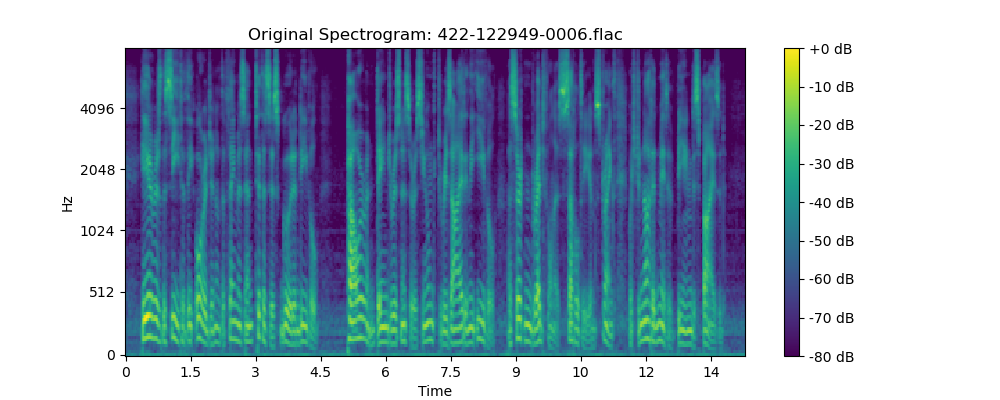 Original Spectrogram: 422-122949-0006.flac
+0 dB
4096
-10 dB
-20 dB
2048
-30 dB
Hz
1024
-40 dB
-50 dB
512
-60 dB
-70 dB
0
-80 dB
0 1.5 3 4.5 6 7.5 9 10 12 14
Time